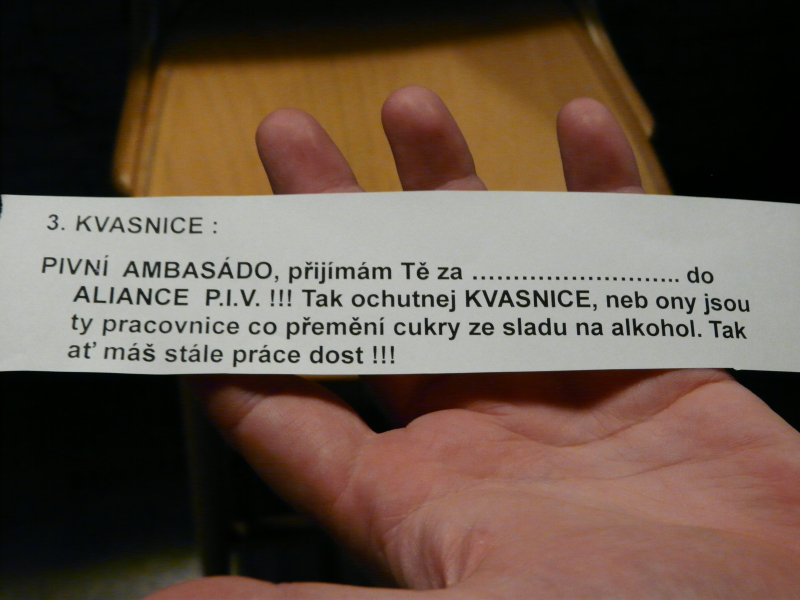 3. KVASNICE :
PIVNÍ AMBASÁDO, přijímám Tě za ............................ do
ALIANCE P.I.V. !!! Tak ochutnej KVASNICE, neb ony jsou
ty pracovnice co přemění cukry ze sladu na alkohol. Tak
ať máš stále práce dost !!!